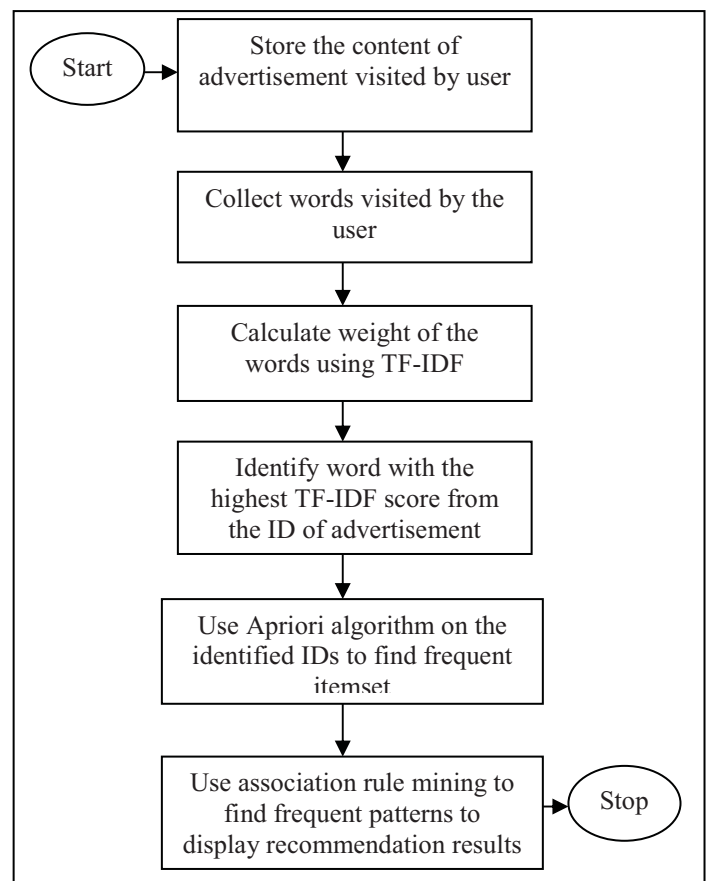 Start
Store the content of
advertisement visited by user
Collect words visited by the
user
Calculate weight of the
words using TF-IDF
Identify word with the
highest TF-IDF score from
the ID of advertisement
Use Apriori algorithm on the
identified IDs to find frequent
itemset
Use association rule mining to
find frequent patterns to
display recommendation results
Stop